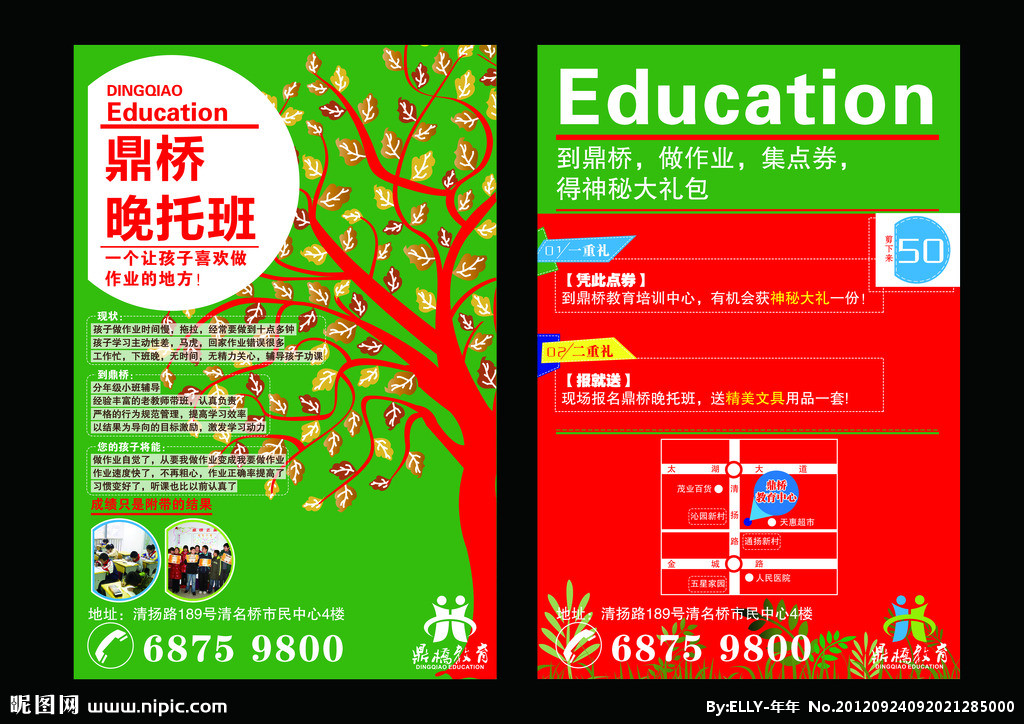 DINGQIAO
Education
鼎桥
晚托班
一个让孩子喜欢做
作业的地方!
现状:
孩子做作业时间慢，拖拉，经常要做到十点多钟
孩子学习主动性差，马虎，回家作业错误很多
工作忙，下班晚，无时间，无精力关心，辅导孩子功课
到鼎桥:
分年级小班辅导
经验丰富的老教师带班，认真负责
严格的行为规范管理，提高学习效率
以结果为导向的目标激励，激发学习动力
您的孩子将能:
做作业自觉了，从要我做作业变成我要做作业
作业速度快了，不再粗心，作业正确率提高了
习惯变好了，听课也比以前认真了
成绩只是附带的结果
地址：清扬路189号清名桥市民中心4楼
6875 9800
鼎橋教育
DINGQIAO EDUCATION
Education
到鼎桥，做作业，集点券，
得神秘大礼包
剪下来
50
01/一重礼
【凭此点券】
到鼎桥教育培训中心，有机会获神秘大礼一份!
02/二重礼
【报就送】
现场报名鼎桥晚托班，送精美文具用品一套!
太湖大道
茂业百货
清扬路
鼎桥
教育中心
沁园新村
天惠超市
通扬新村
金城路
五星家园
人民医院
地址：清扬路189号清名桥市民中心4楼
6875 9800
鼎橋教育
DINGQIAO EDUCATION
昵图网 www.nipic.com
By:ELLY-年年 No.20120924092021285000